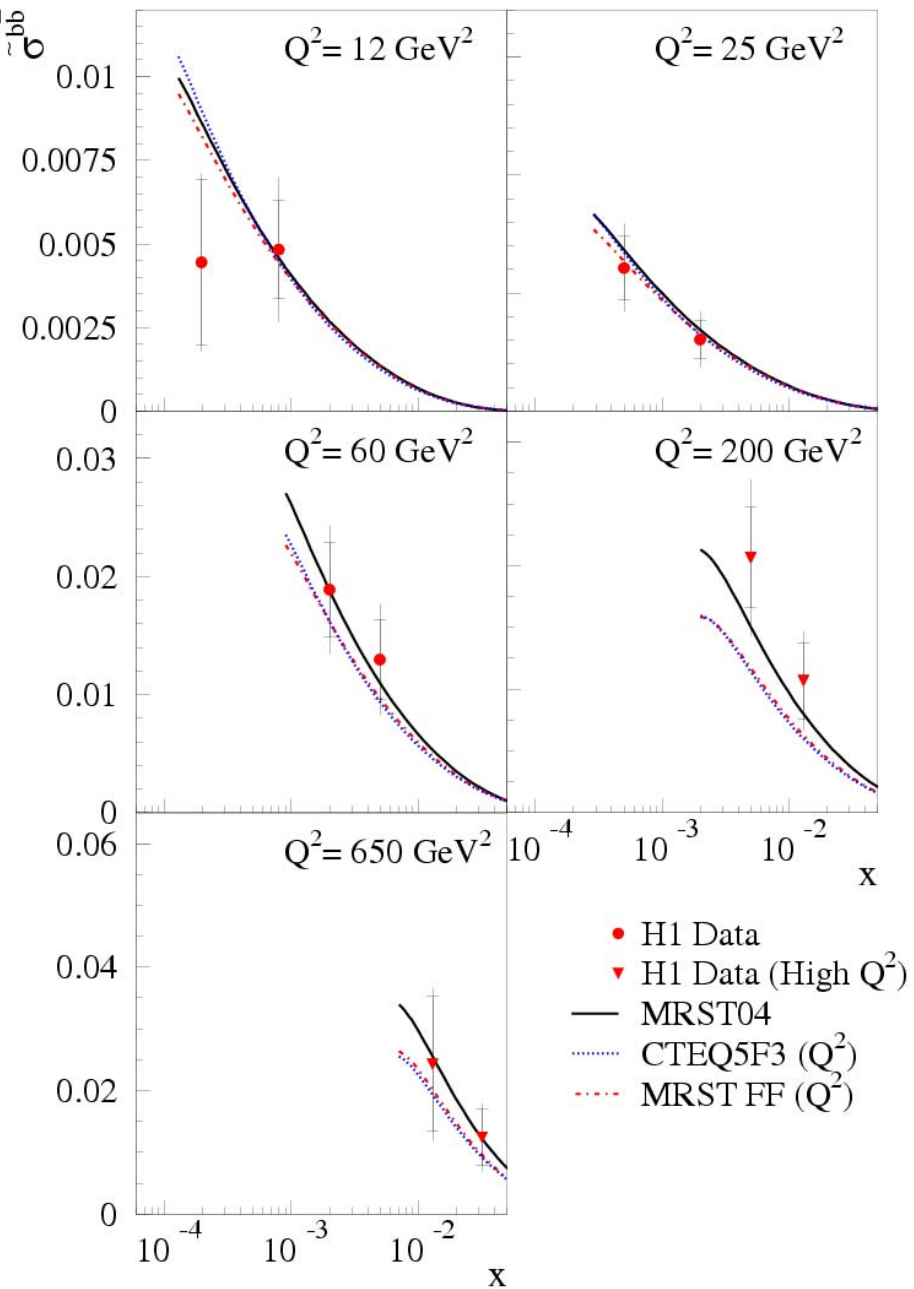 σ̃ᵇᵇ̅
Q²= 12 GeV²
Q²= 25 GeV²
0.01
0.0075
0.005
0.0025
0
Q²= 60 GeV²
Q²= 200 GeV²
0.03
0.02
0.01
0
10⁻⁴ 10⁻³ 10⁻²
x
Q²= 650 GeV²
0.06
0.04
0.02
0
10⁻⁴ 10⁻³ 10⁻²
x
H1 Data
H1 Data (High Q²)
MRST04
CTEQ5F3 (Q²)
MRST FF (Q²)